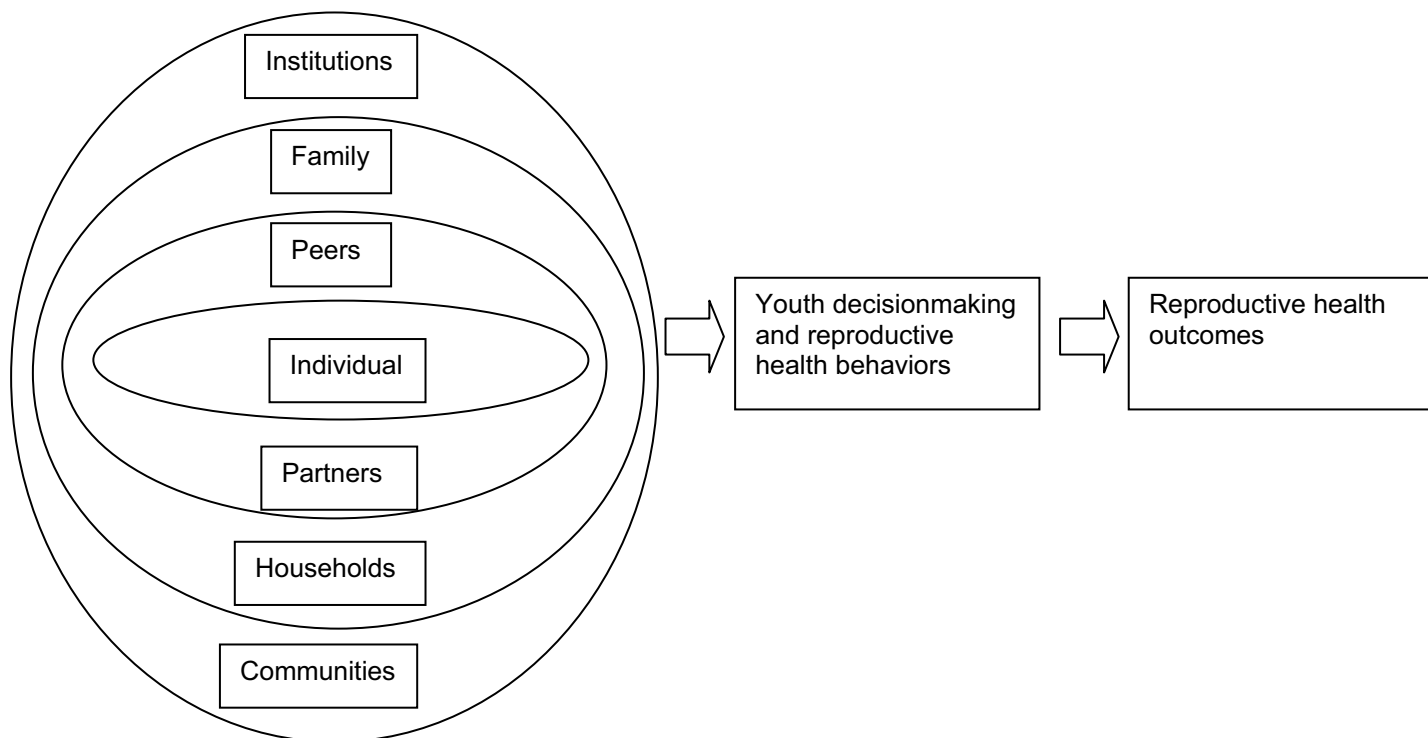 Institutions
Family
Peers
Individual
Partners
Households
Communities
Youth decisionmaking
and reproductive
health behaviors
Reproductive health
outcomes